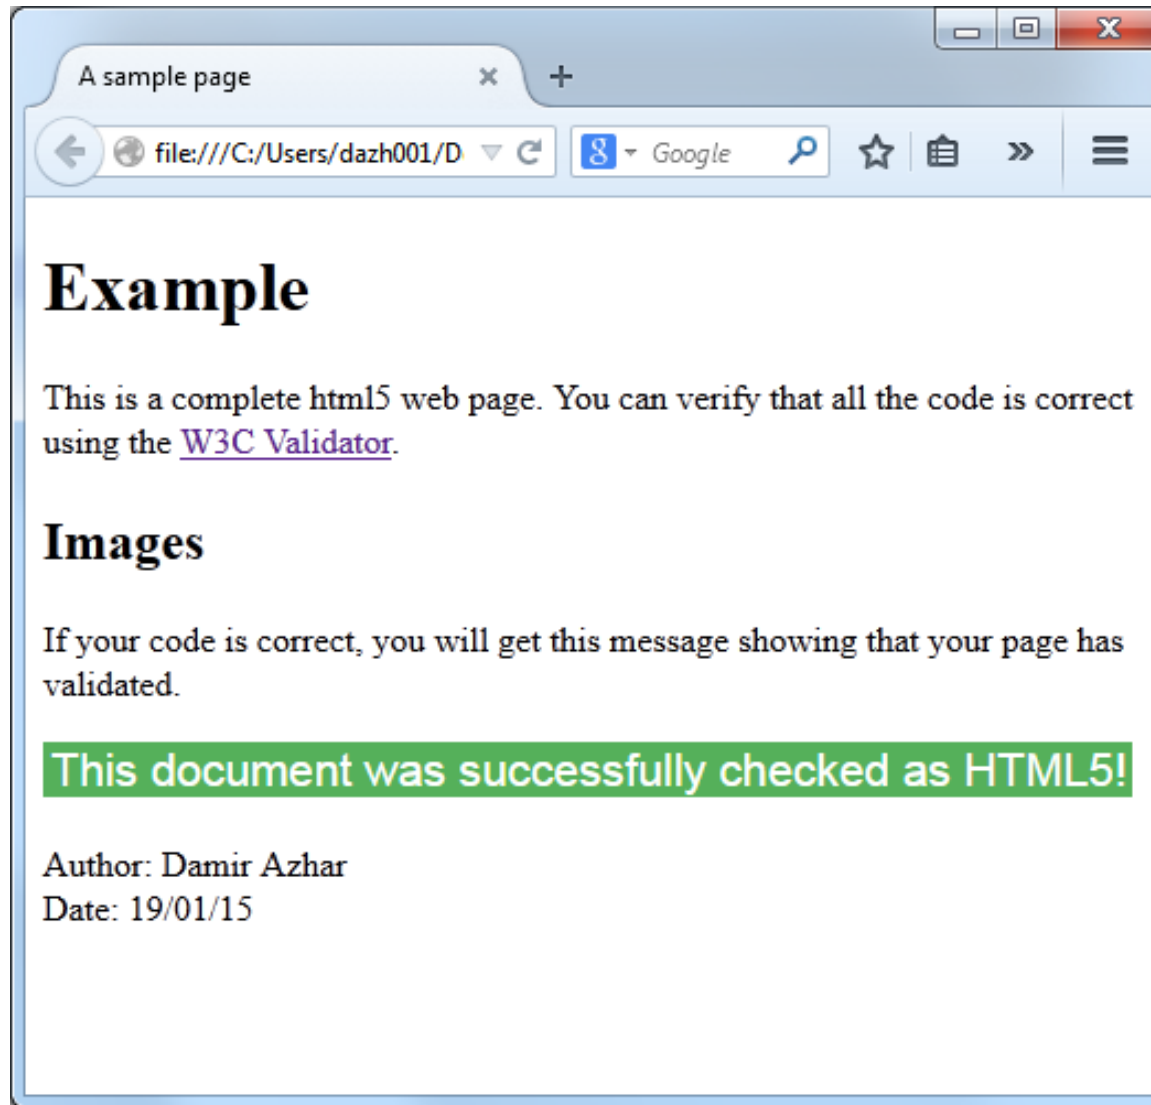 A sample page
file:///C:/Users/dazh001/D
8
Google
Example
This is a complete html5 web page. You can verify that all the code is correct
using the W3C Validator.
Images
If your code is correct, you will get this message showing that your page has
validated.
This document was successfully checked as HTML5!
Author: Damir Azhar
Date: 19/01/15